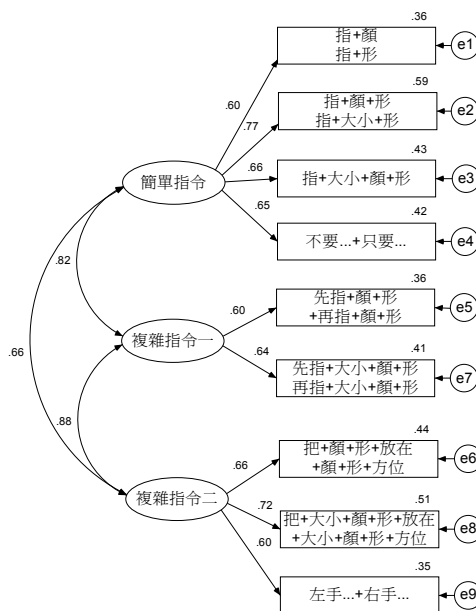 .36
指+顏
指+形
e1
.60
.59
指+顏+形
指+大小+形
e2
.77
.43
指+大小+顏+形
e3
.66
簡單指令
.42
不要...+只要...
e4
.65
.82
.36
先指+顏+形
+再指+顏+形
e5
.60
複雜指令一
.41
先指+大小+顏+形
再指+大小+顏+形
e7
.64
.66
.88
.44
把+顏+形+放在
+顏+形+方位
e6
.66
複雜指令二
.51
把+大小+顏+形+放在
+大小+顏+形+方位
e8
.72
.35
左手...+右手...
e9
.60